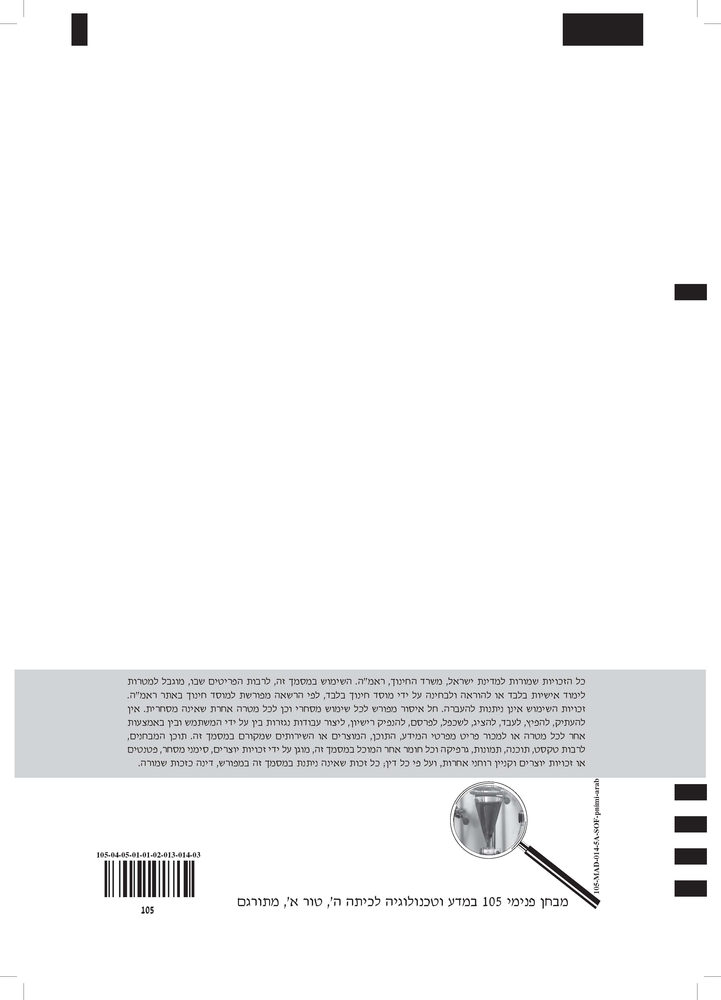 כל הזכויות שמורות למדינת ישראל, משרד החינוך, ראמ"ה. השימוש במסמך זה, לרבות הפריטים שבו, מוגבל למטרות
לימוד אישיות בלבד או להוראה ולבחינה על ידי מוסד חינוך בלבד, לפי הרשאה מפורשת למוסד חינוך באתר ראמ"ה.
זכויות השימוש אינן ניתנות להעברה. חל איסור מפורש לכל שימוש מסחרי וכן לכל מטרה אחרת שאינה מסחרית. אין
להעתיק, להפיץ, לעבד, להציג, לשכפל, לפרסם, להנפיק רישיון, ליצור עבודות נגזרות בין על ידי המשתמש ובין באמצעות
אחר לכל מטרה או למכור פריט מפרטי המידע, התוכן, המוצרים או השירותים שמקורם במסמך זה. תוכן המבחנים,
לרבות טקסט, תוכנה, תמונות, גרפיקה וכל חומר אחר המוכל במסמך זה, מוגן על ידי זכויות יוצרים, סימני מסחר, פטנטים
או זכויות יוצרים וקניין רוחני אחרות, ועל פי כל דין; כל זכות שאינה ניתנת במסמך זה במפורש, דינה כזכות שמורה.
105-MAD-014-5A-SOF-pnimi-arab
105-04-05-01-01-02-013-014-03
מבחן פנימי 105 במדע וטכנולוגיה לכיתה ה', טור א', מתורגם
105